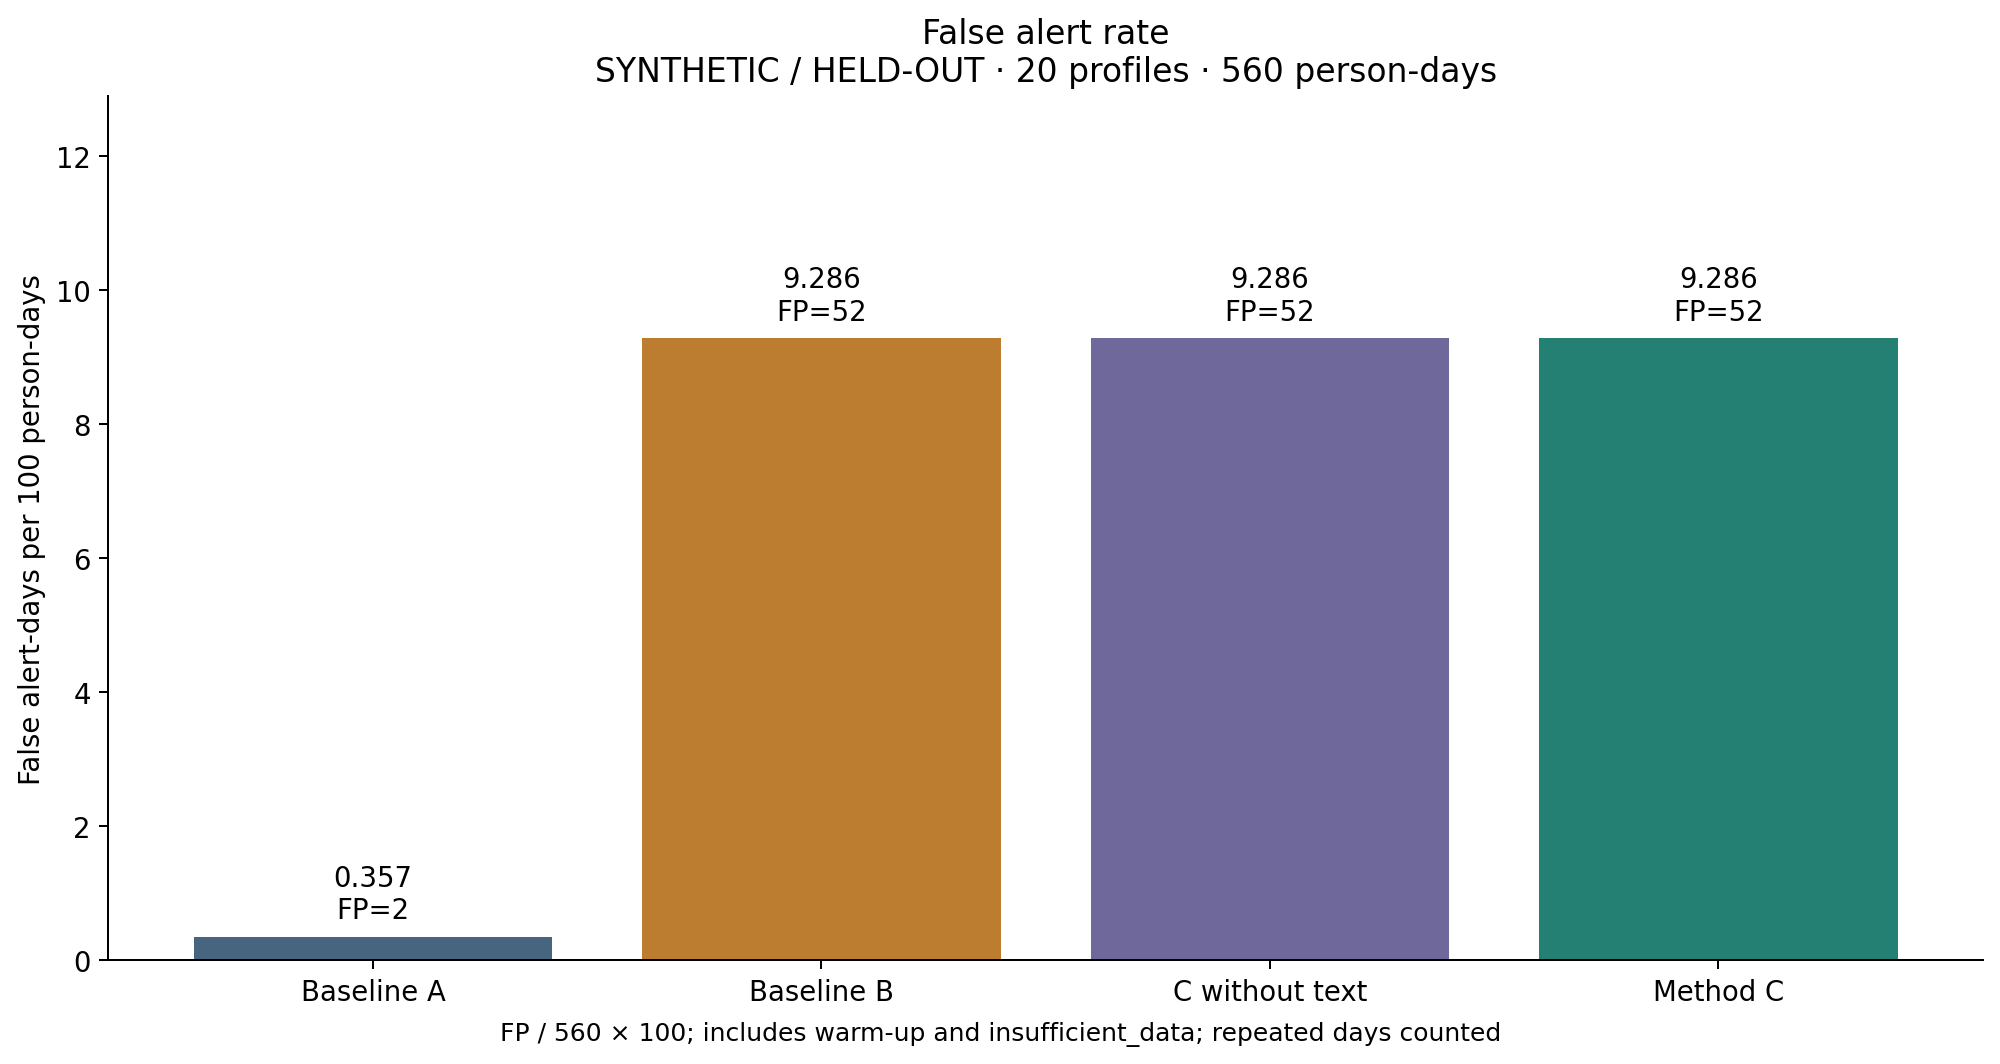 False alert rate
SYNTHETIC / HELD-OUT · 20 profiles · 560 person-days
False alert-days per 100 person-days
12
10
8
6
4
2
0
0.357
FP=2
9.286
FP=52
9.286
FP=52
9.286
FP=52
Baseline A
Baseline B
C without text
Method C
FP / 560 × 100; includes warm-up and insufficient_data; repeated days counted